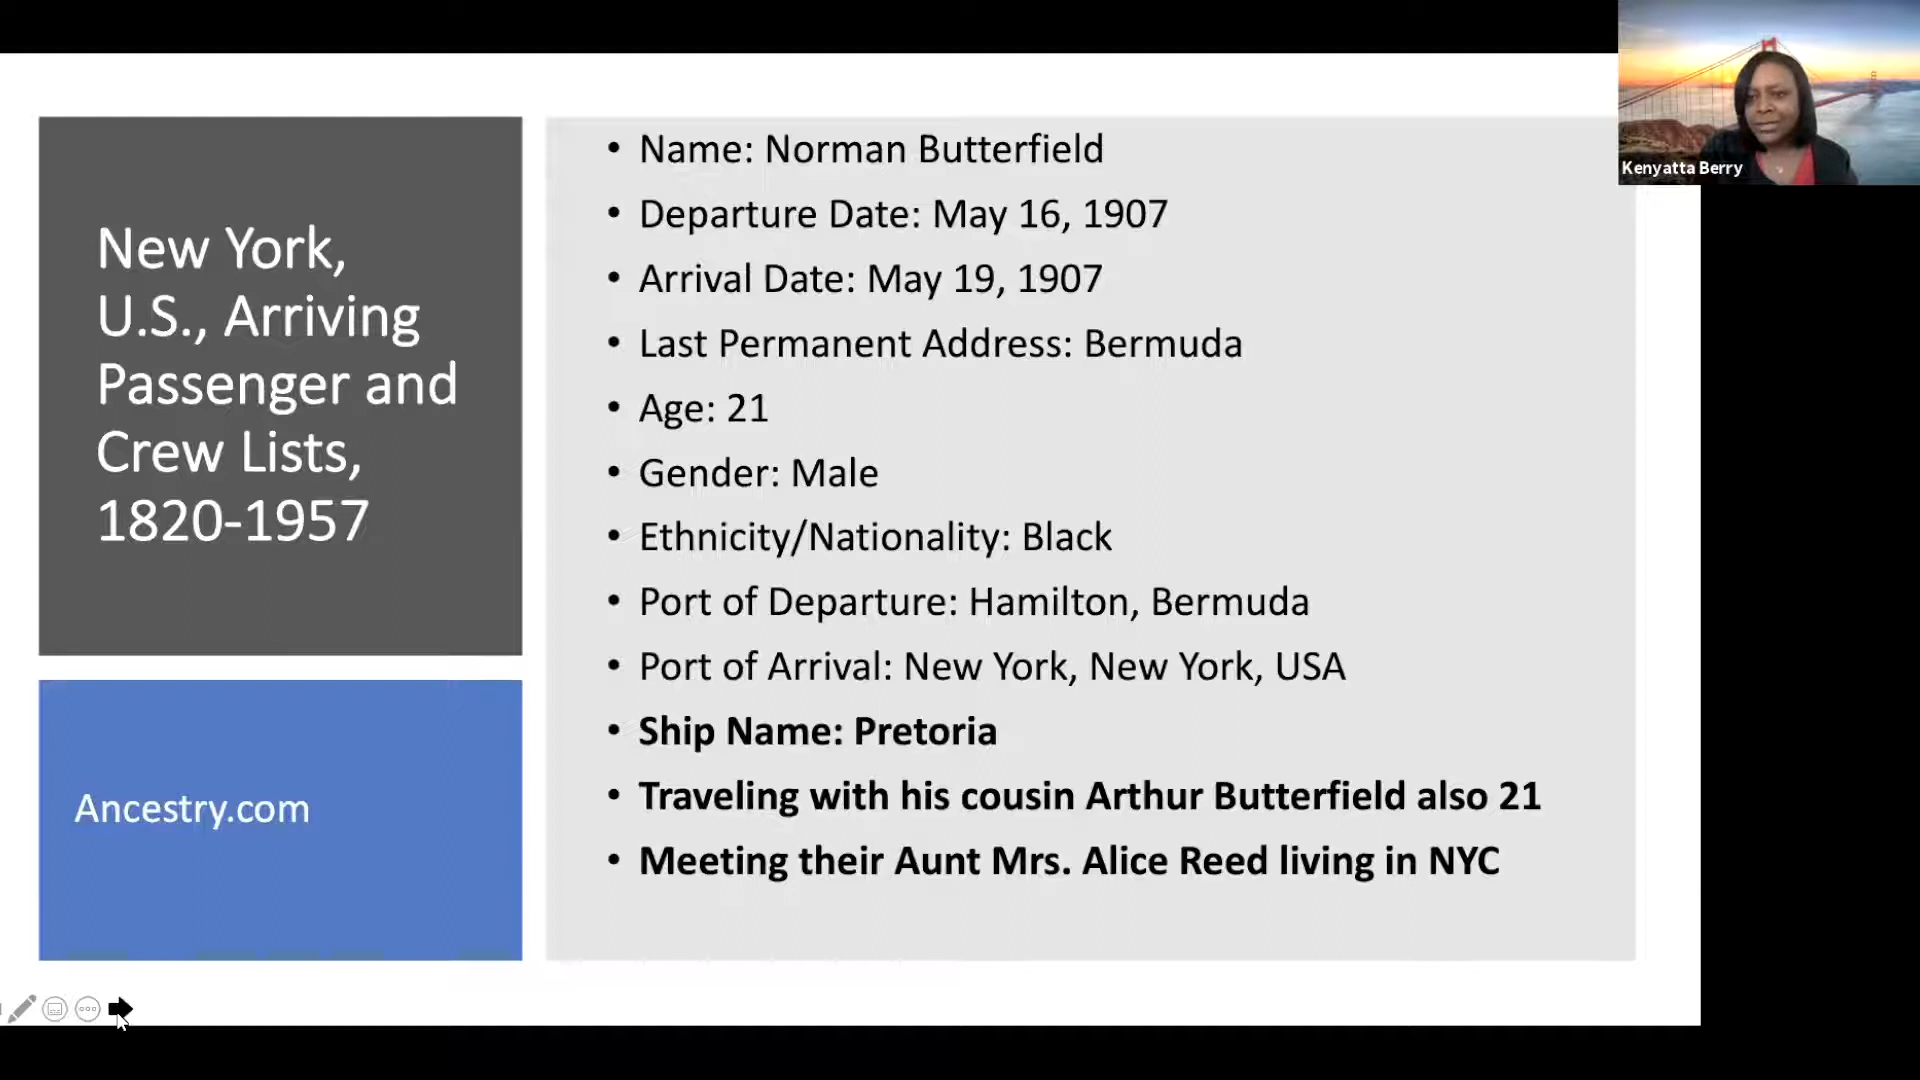 New York,
U.S., Arriving
Passenger and
Crew Lists,
1820-1957
Ancestry.com
• Name: Norman Butterfield
• Departure Date: May 16, 1907
• Arrival Date: May 19, 1907
• Last Permanent Address: Bermuda
• Age: 21
• Gender: Male
• Ethnicity/Nationality: Black
• Port of Departure: Hamilton, Bermuda
• Port of Arrival: New York, New York, USA
• Ship Name: Pretoria
• Traveling with his cousin Arthur Butterfield also 21
• Meeting their Aunt Mrs. Alice Reed living in NYC
Kenyatta Berry